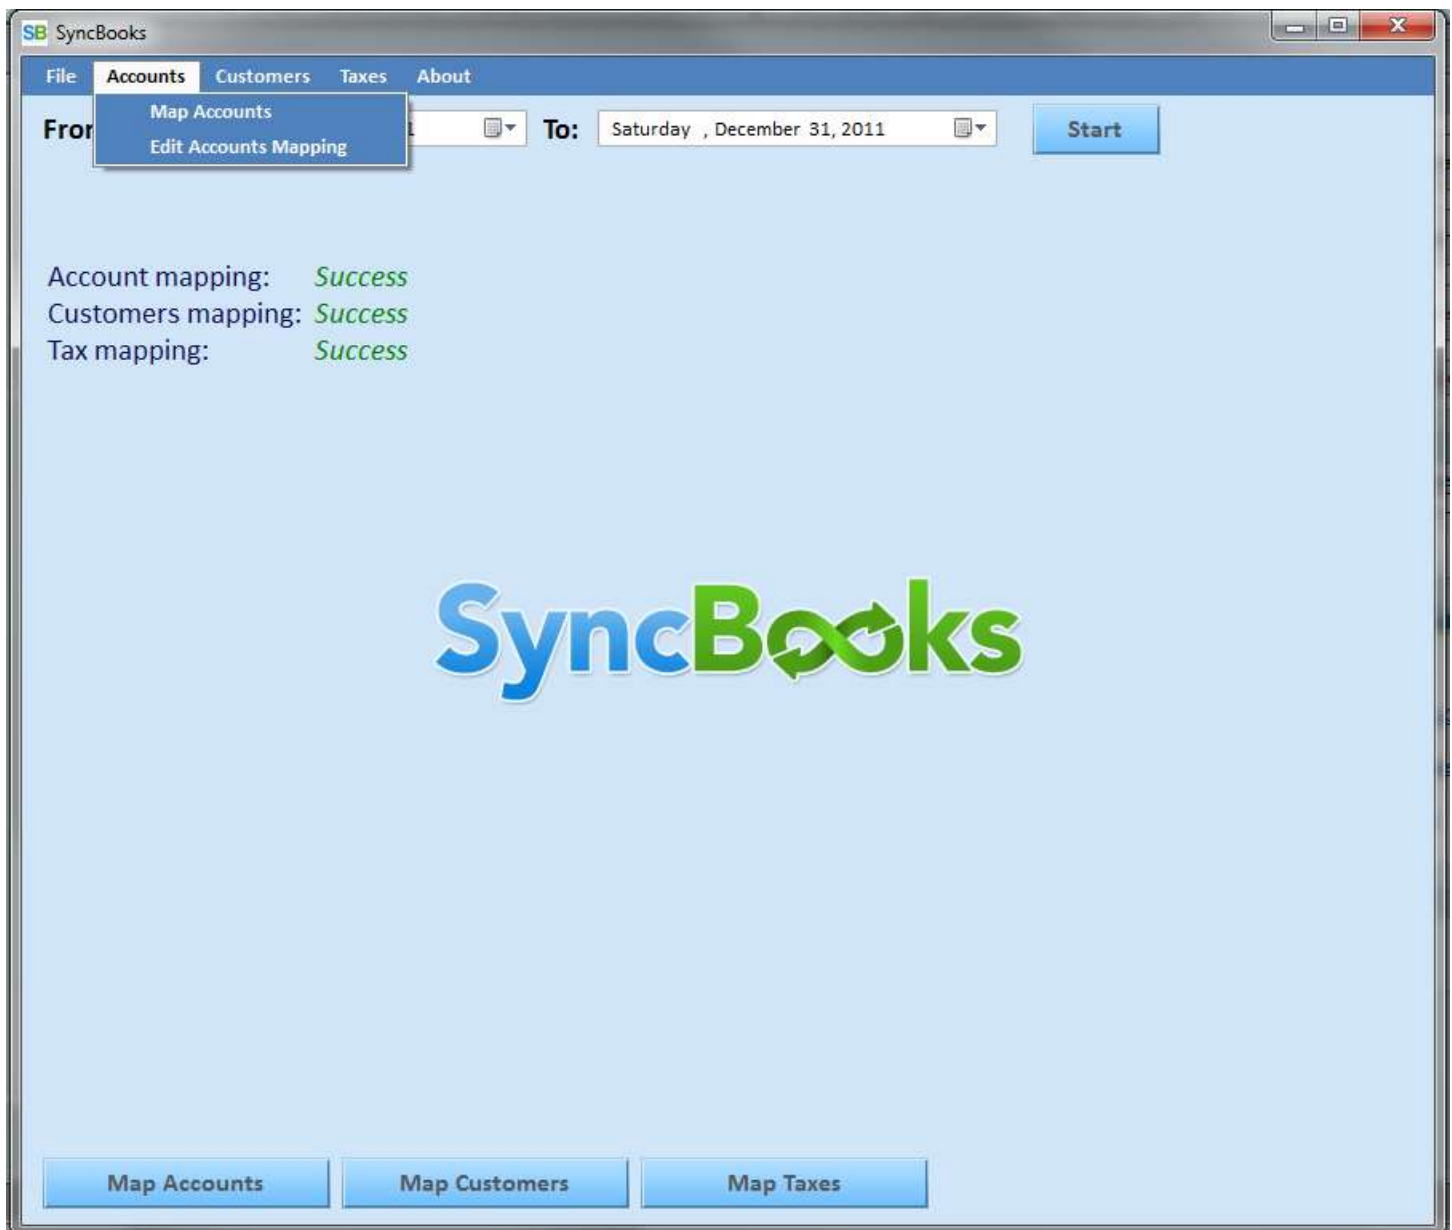 SB SyncBooks
File Accounts Customers Taxes About
Map Accounts
Edit Accounts Mapping
To: Saturday , December 31, 2011 Start
Account mapping: Success
Customers mapping: Success
Tax mapping: Success
SyncBooks
Map Accounts Map Customers Map Taxes